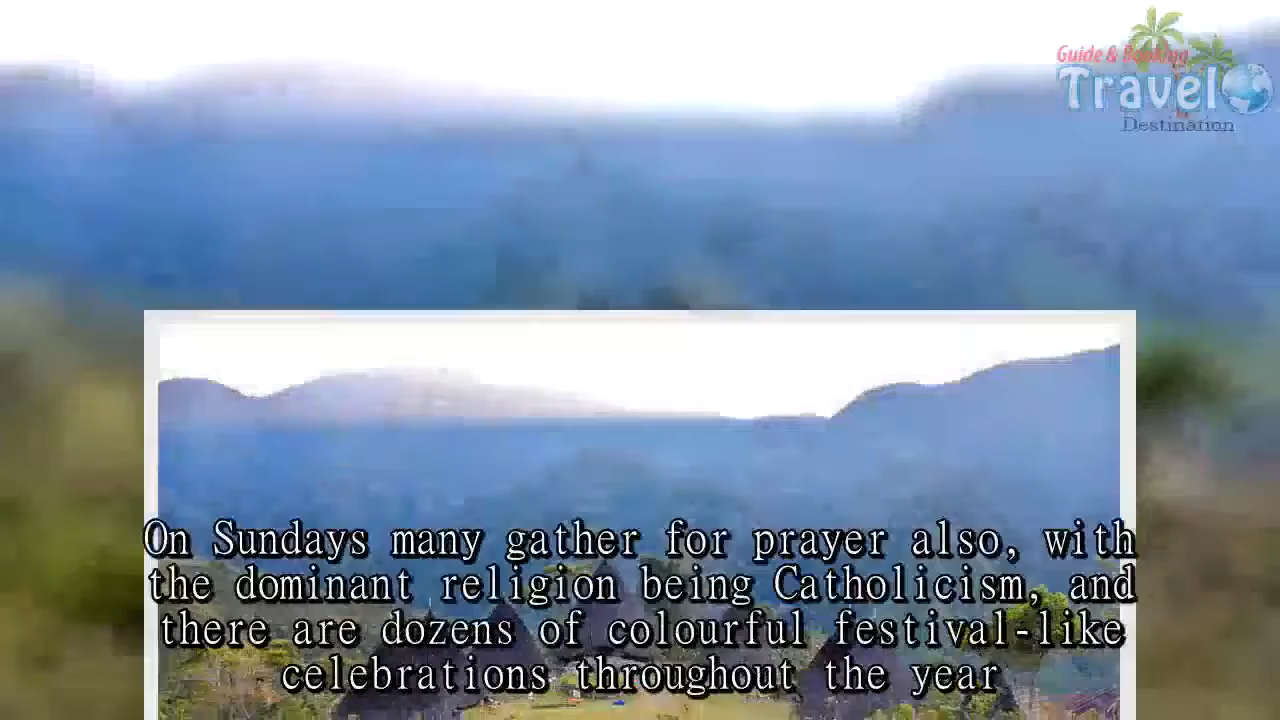 Guide & Booking
Travel
Destination
On Sundays many gather for prayer also, with
the dominant religion being Catholicism, and
there are dozens of colourful festival-like
celebrations throughout the year